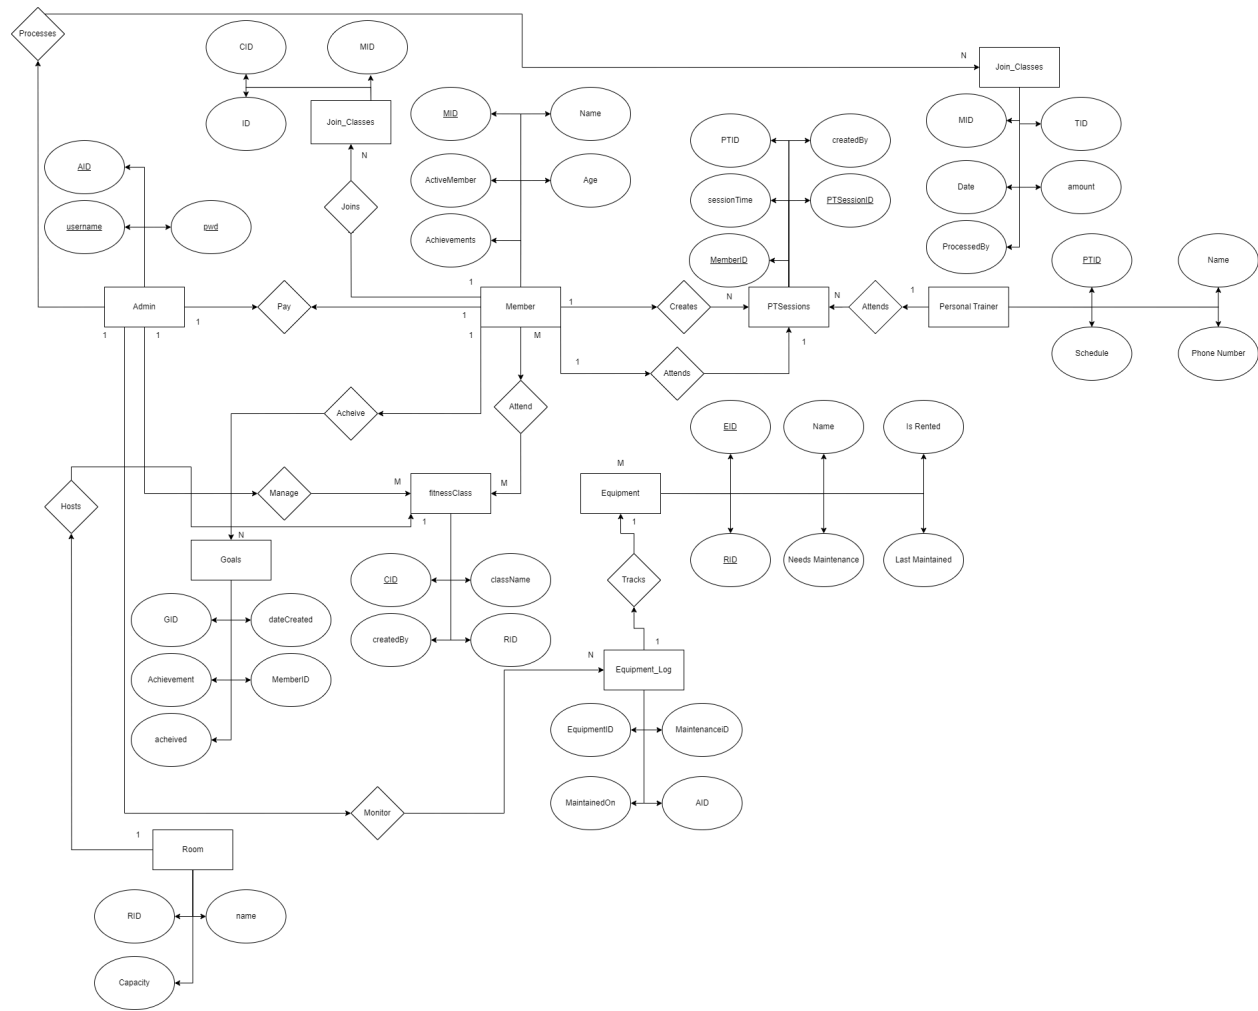 Processes
N
Join_Classes
CID
MID
ID
Join_Classes
N
Joins
MID
Name
ActiveMember
Age
Achievements
PTID
createdBy
sessionTime
PTSessionID
MemberID
MID
TID
Date
amount
ProcessedBy
AID
username
pwd
PTID
Name
Schedule
Phone Number
Admin
1
1
1
Pay
1
Member
1
1
M
1
Creates
N
PTSessions
N
Attends
1
Personal Trainer
1
Attends
1
Acheive
Attend
Hosts
Manage
M
fitnessClass
M
1
N
Goals
M
Equipment
1
EID
Name
Is Rented
RID
Needs Maintenance
Last Maintained
Tracks
1
CID
className
createdBy
RID
GID
dateCreated
Achievement
MemberID
acheived
N
Equipment_Log
EquipmentID
MaintenanceiD
MaintainedOn
AID
Monitor
1
Room
RID
name
Capacity